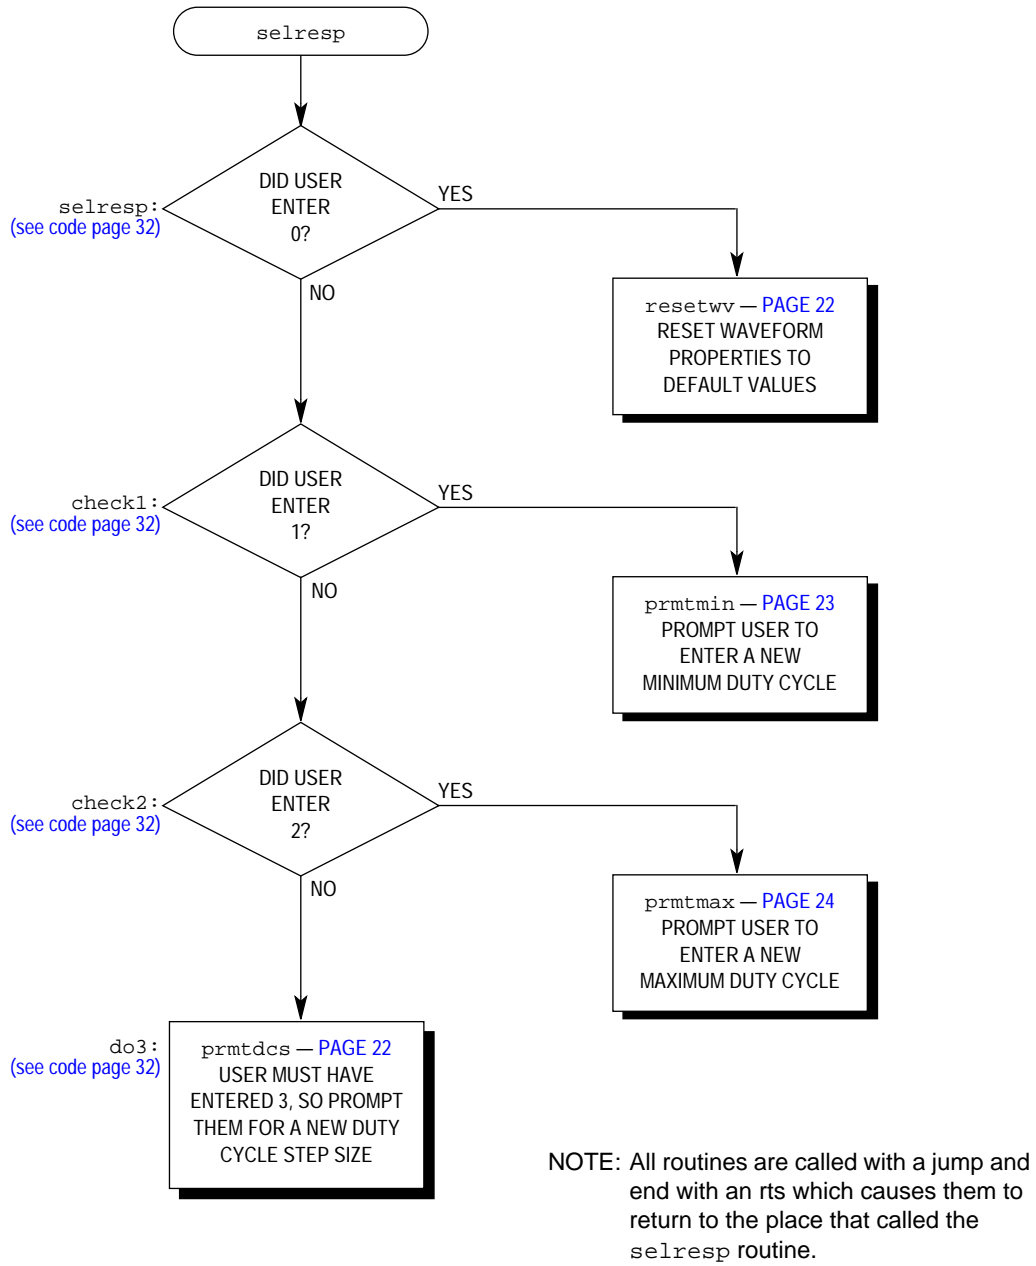 selresp
DID USER
ENTER
0?
selresp:
(see code page 32)
YES
NO
resetwv — PAGE 22
RESET WAVEFORM
PROPERTIES TO
DEFAULT VALUES
DID USER
ENTER
1?
check1:
(see code page 32)
YES
NO
prmtmin — PAGE 23
PROMPT USER TO
ENTER A NEW
MINIMUM DUTY CYCLE
DID USER
ENTER
2?
check2:
(see code page 32)
YES
NO
prmtmax — PAGE 24
PROMPT USER TO
ENTER A NEW
MAXIMUM DUTY CYCLE
do3:
(see code page 32)
prmtdcs — PAGE 22
USER MUST HAVE
ENTERED 3, SO PROMPT
THEM FOR A NEW DUTY
CYCLE STEP SIZE
NOTE: All routines are called with a jump and
end with an rts which causes them to
return to the place that called the
selresp routine.